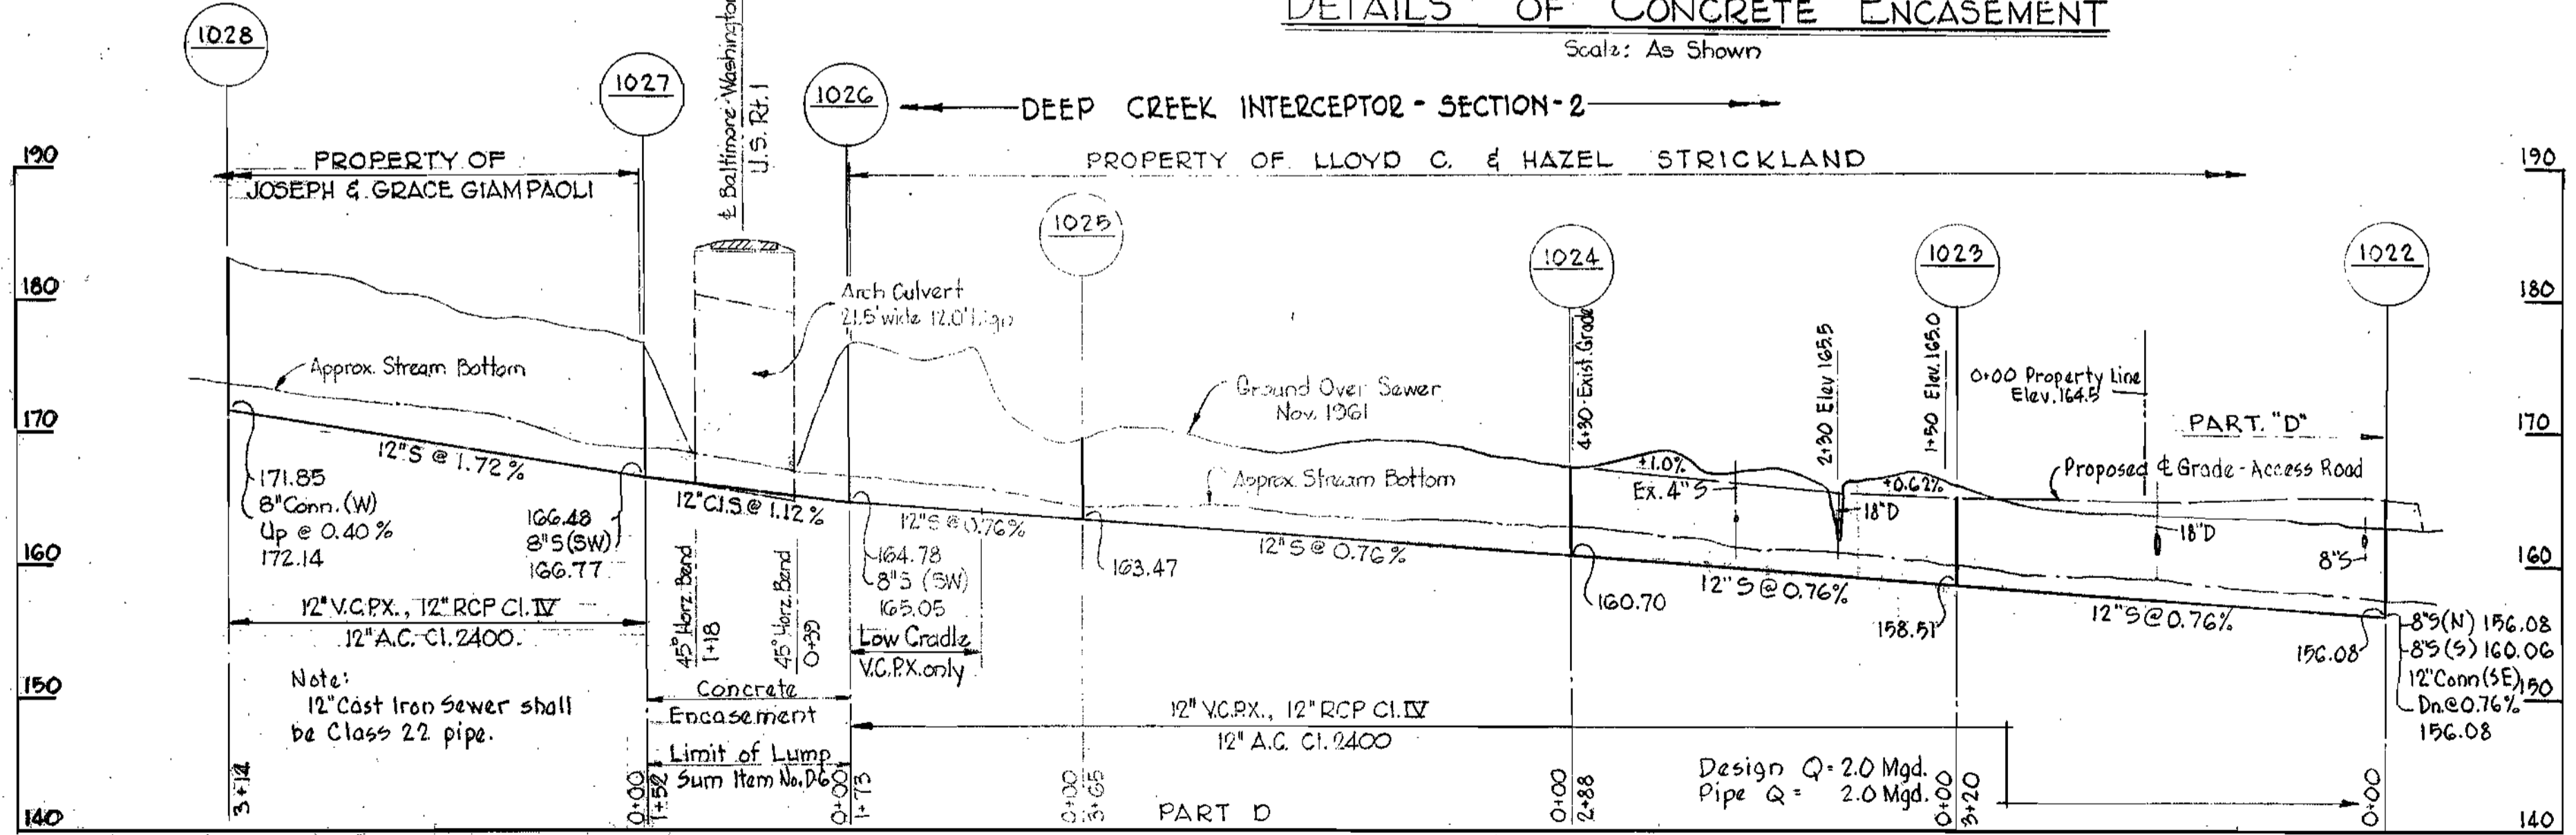 DETAILS OF CONCRETE ENCASEMENT
Scale: As Shown
1028
1027
℄ Baltimore-Washington
U.S. Rt. 1
1026
DEEP CREEK INTERCEPTOR - SECTION - 2
PROPERTY OF
JOSEPH & GRACE GIAMPAOLI
PROPERTY OF LLOYD C. & HAZEL STRICKLAND
1025
1024
1023
1022
190
180
170
160
150
140
190
180
170
160
150
140
Arch Culvert
21.5' wide 12.0' high
Approx. Stream Bottom
Ground Over Sewer
Nov. 1961
Approx. Stream Bottom
4+30-Exist. Grade
2+30 Elev 165.5
1+50 Elev. 165.0
0+00 Property Line
Elev. 164.5
PART. "D"
+1.0%
Ex. 4" S
+0.62%
18"D
Proposed ℄ Grade - Access Road
18"D
8"S
12"S @ 1.72 %
171.85
8" Conn. (W)
Up @ 0.40 %
172.14
166.48
8"S (SW)
166.77
12" C.I.S. @ 1.12 %
12"S @ 0.76%
164.78
8"S (SW)
165.05
163.47
12"S @ 0.76%
160.70
12"S @ 0.76%
158.51
12"S @ 0.76%
156.08
8"S (N) 156.08
8"S (S) 160.06
12" Conn (SE)
Dn. @ 0.76%
156.08
12" V.C.P.X., 12" RCP Cl. IV
12" A.C. Cl. 2400.
45° Horz. Bend
1+18
45° Horz. Bend
0+39
Low Cradle
V.C.P.X. only
Note:
12" Cast Iron Sewer shall
be Class 22 pipe.
Concrete
Encasement
Limit of Lump
Sum Item No. D-6
12" V.C.P.X., 12" RCP Cl. IV
12" A.C. Cl. 2400
Design Q = 2.0 Mgd.
Pipe Q = 2.0 Mgd.
3+14
0+00
1+52
0+00
1+73
0+00
3+65
PART D
0+00
2+88
0+00
3+20
0+00